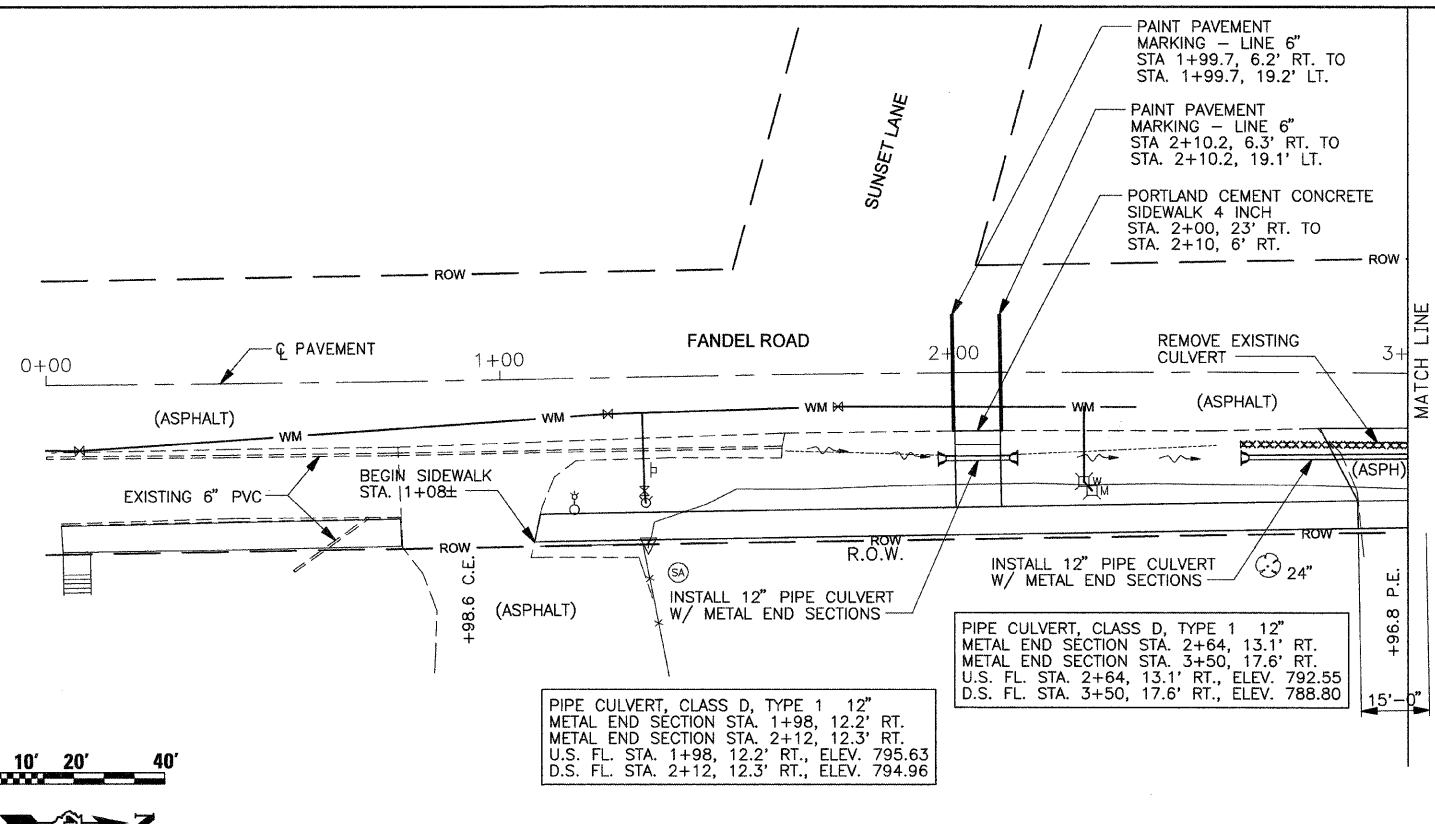 PAINT PAVEMENT
MARKING – LINE 6"
STA 1+99.7, 6.2' RT. TO
STA. 1+99.7, 19.2' LT.
PAINT PAVEMENT
MARKING – LINE 6"
STA 2+10.2, 6.3' RT. TO
STA. 2+10.2, 19.1' LT.
PORTLAND CEMENT CONCRETE
SIDEWALK 4 INCH
STA. 2+00, 23' RT. TO
STA. 2+10, 6' RT.
SUNSET LANE
ROW
ROW
MATCH LINE
FANDEL ROAD
REMOVE EXISTING
CULVERT
℄ PAVEMENT
0+00
1+00
2+00
3+
(ASPHALT)
WM
WM
WM
WM
(ASPHALT)
(ASPH)
EXISTING 6" PVC
BEGIN SIDEWALK
STA. 1+08±
W
M
ROW
ROW
R.O.W.
ROW
+98.6 C.E.
(ASPHALT)
SA
INSTALL 12" PIPE CULVERT
W/ METAL END SECTIONS
INSTALL 12" PIPE CULVERT
W/ METAL END SECTIONS
24"
+96.8 P.E.
15'-0"
PIPE CULVERT, CLASS D, TYPE 1 12"
METAL END SECTION STA. 2+64, 13.1' RT.
METAL END SECTION STA. 3+50, 17.6' RT.
U.S. FL. STA. 2+64, 13.1' RT., ELEV. 792.55
D.S. FL. STA. 3+50, 17.6' RT., ELEV. 788.80
PIPE CULVERT, CLASS D, TYPE 1 12"
METAL END SECTION STA. 1+98, 12.2' RT.
METAL END SECTION STA. 2+12, 12.3' RT.
U.S. FL. STA. 1+98, 12.2' RT., ELEV. 795.63
D.S. FL. STA. 2+12, 12.3' RT., ELEV. 794.96
10' 20' 40'